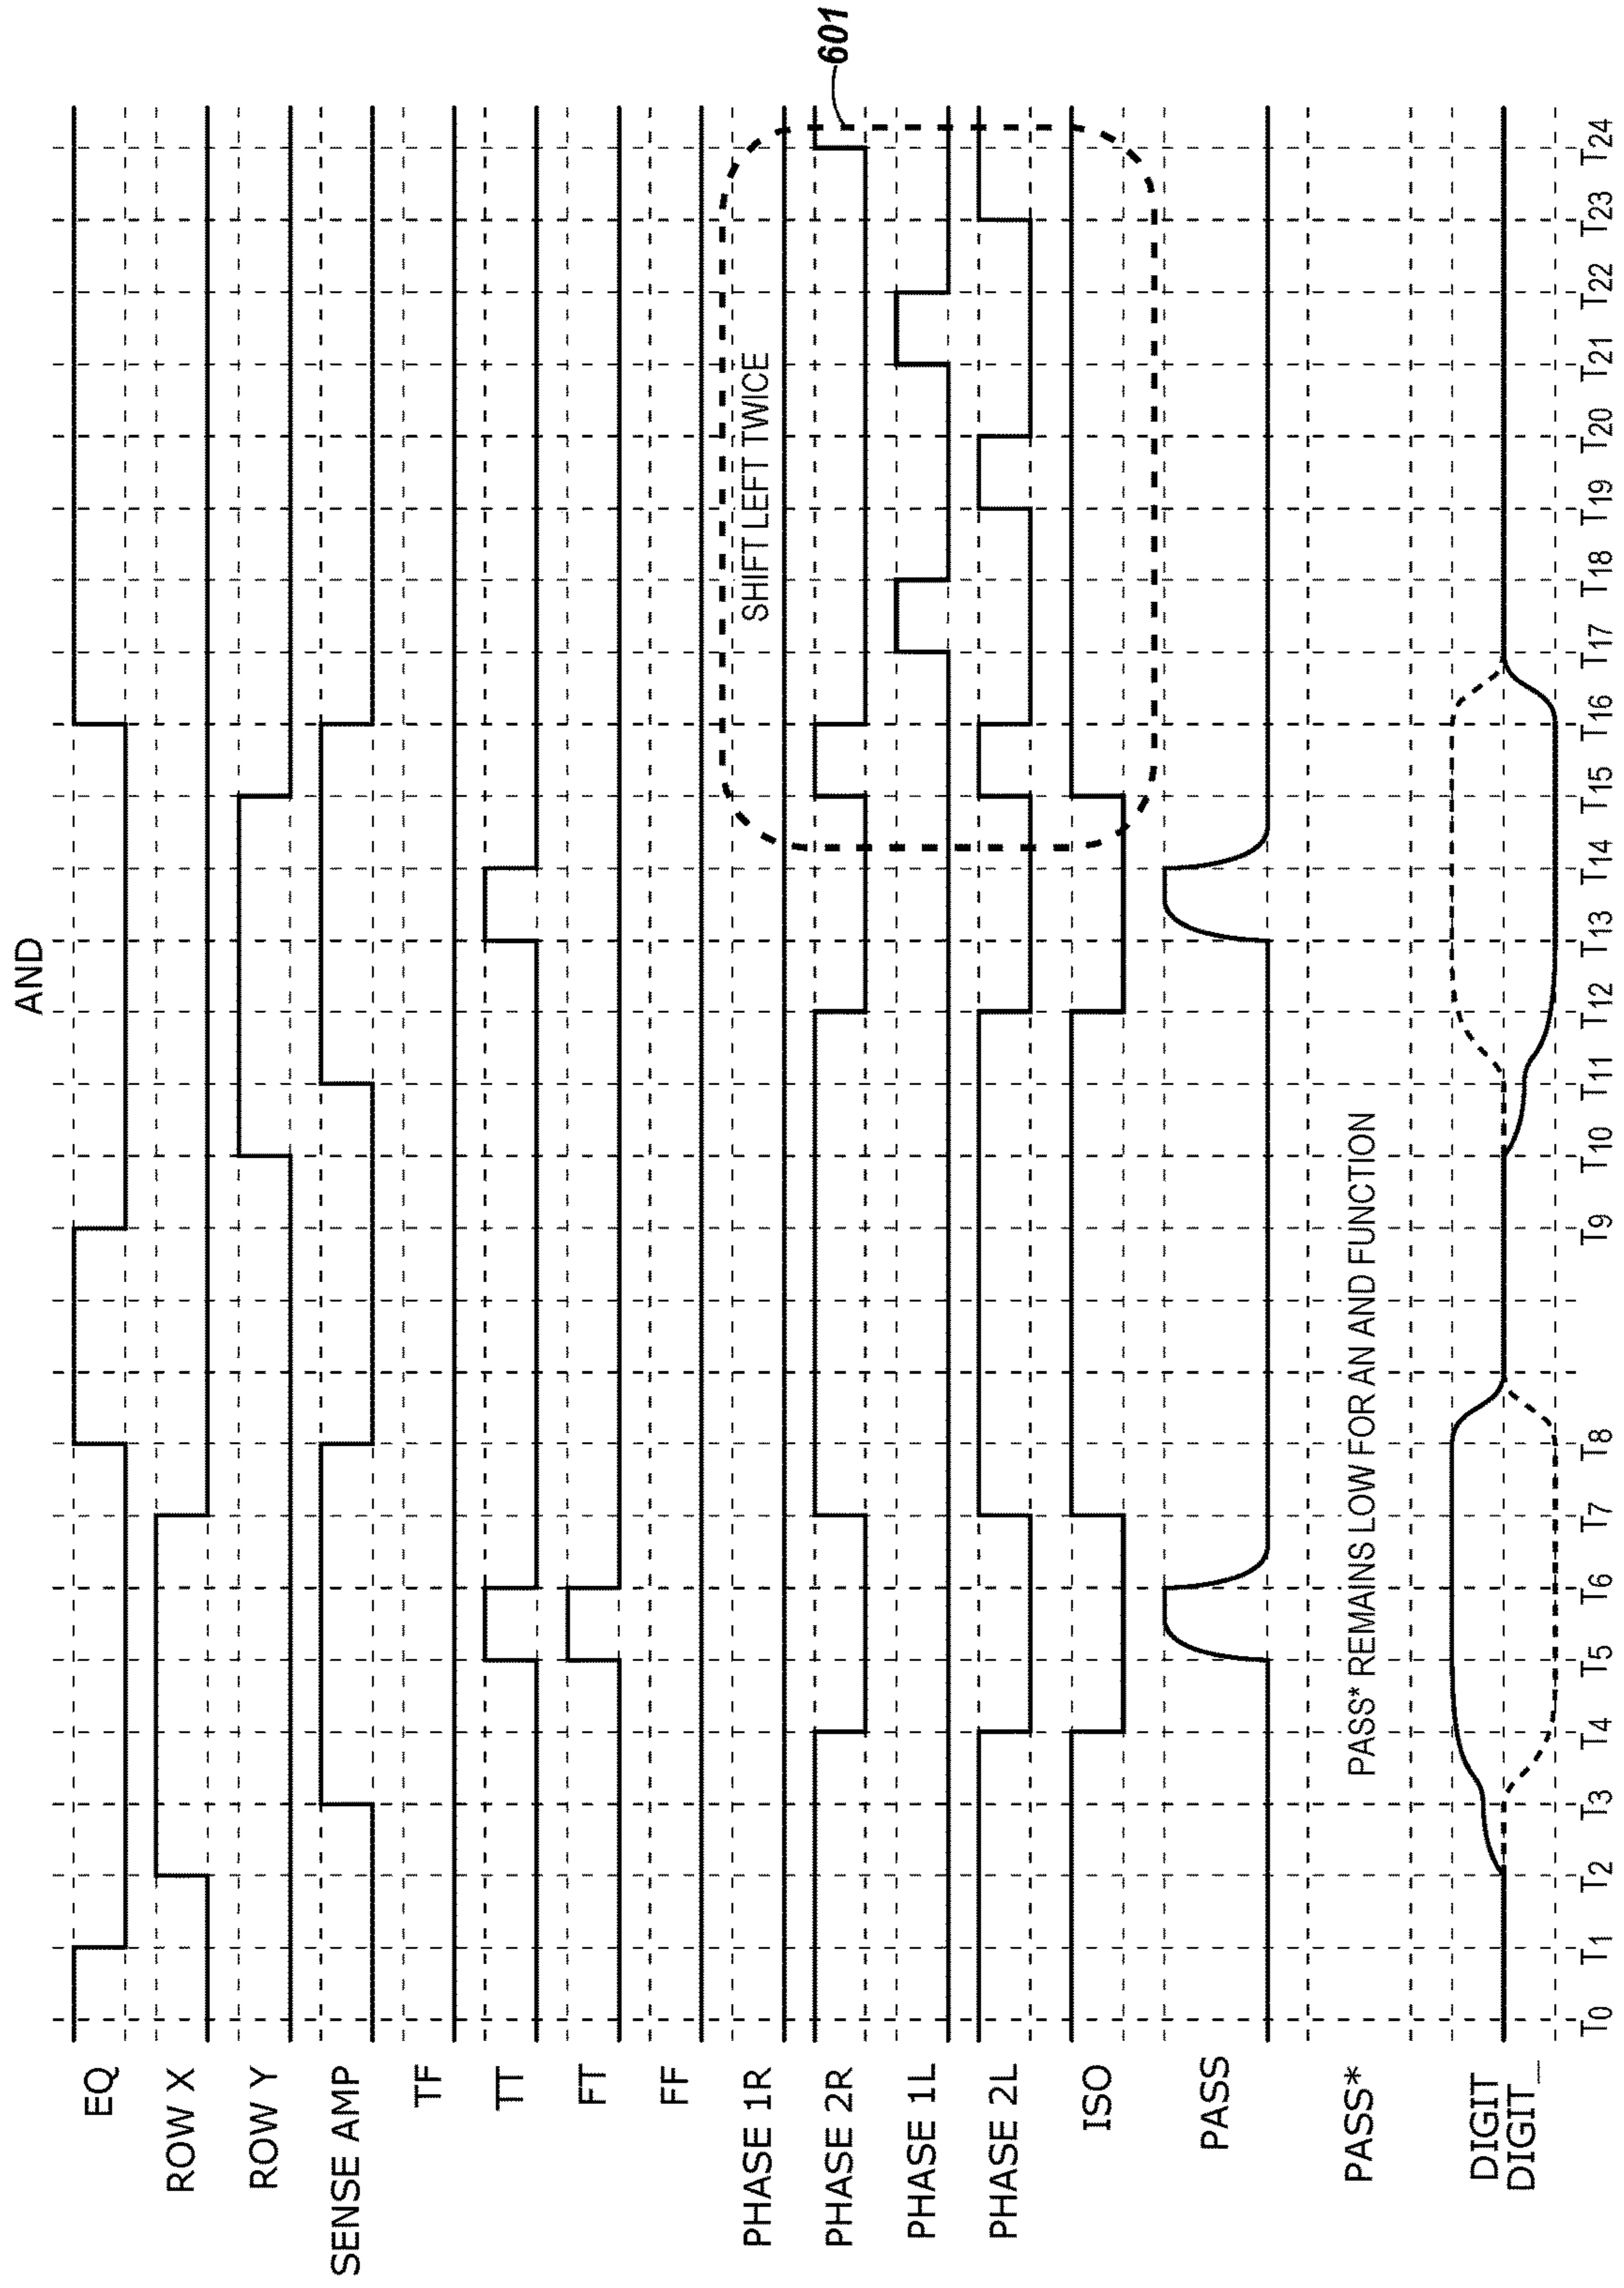 AND
EQ
ROW X
ROW Y
SENSE AMP
TF
TT
FT
FF
PHASE 1R
SHIFT LEFT TWICE
601
PHASE 2R
PHASE 1L
PHASE 2L
ISO
PASS
PASS*
PASS* REMAINS LOW FOR AN AND FUNCTION
DIGIT
DIGIT_
T0 T1 T2 T3 T4 T5 T6 T7 T8 T9 T10 T11 T12 T13 T14 T15 T16 T17 T18 T19 T20 T21 T22 T23 T24